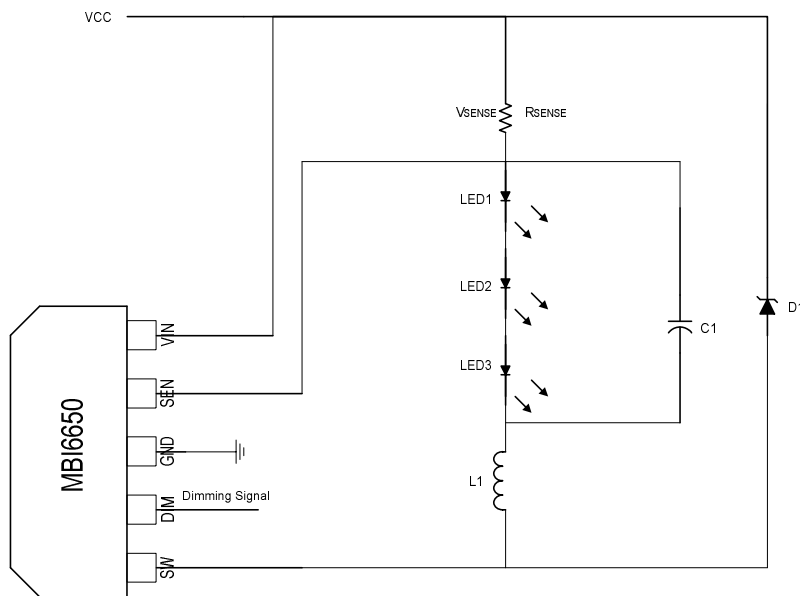 VCC
VSENSE RSENSE
LED1
LED2
D1
C1
VIN
LED3
SEN
MBI6650
GND
L1
Dimming Signal
DIM
SW